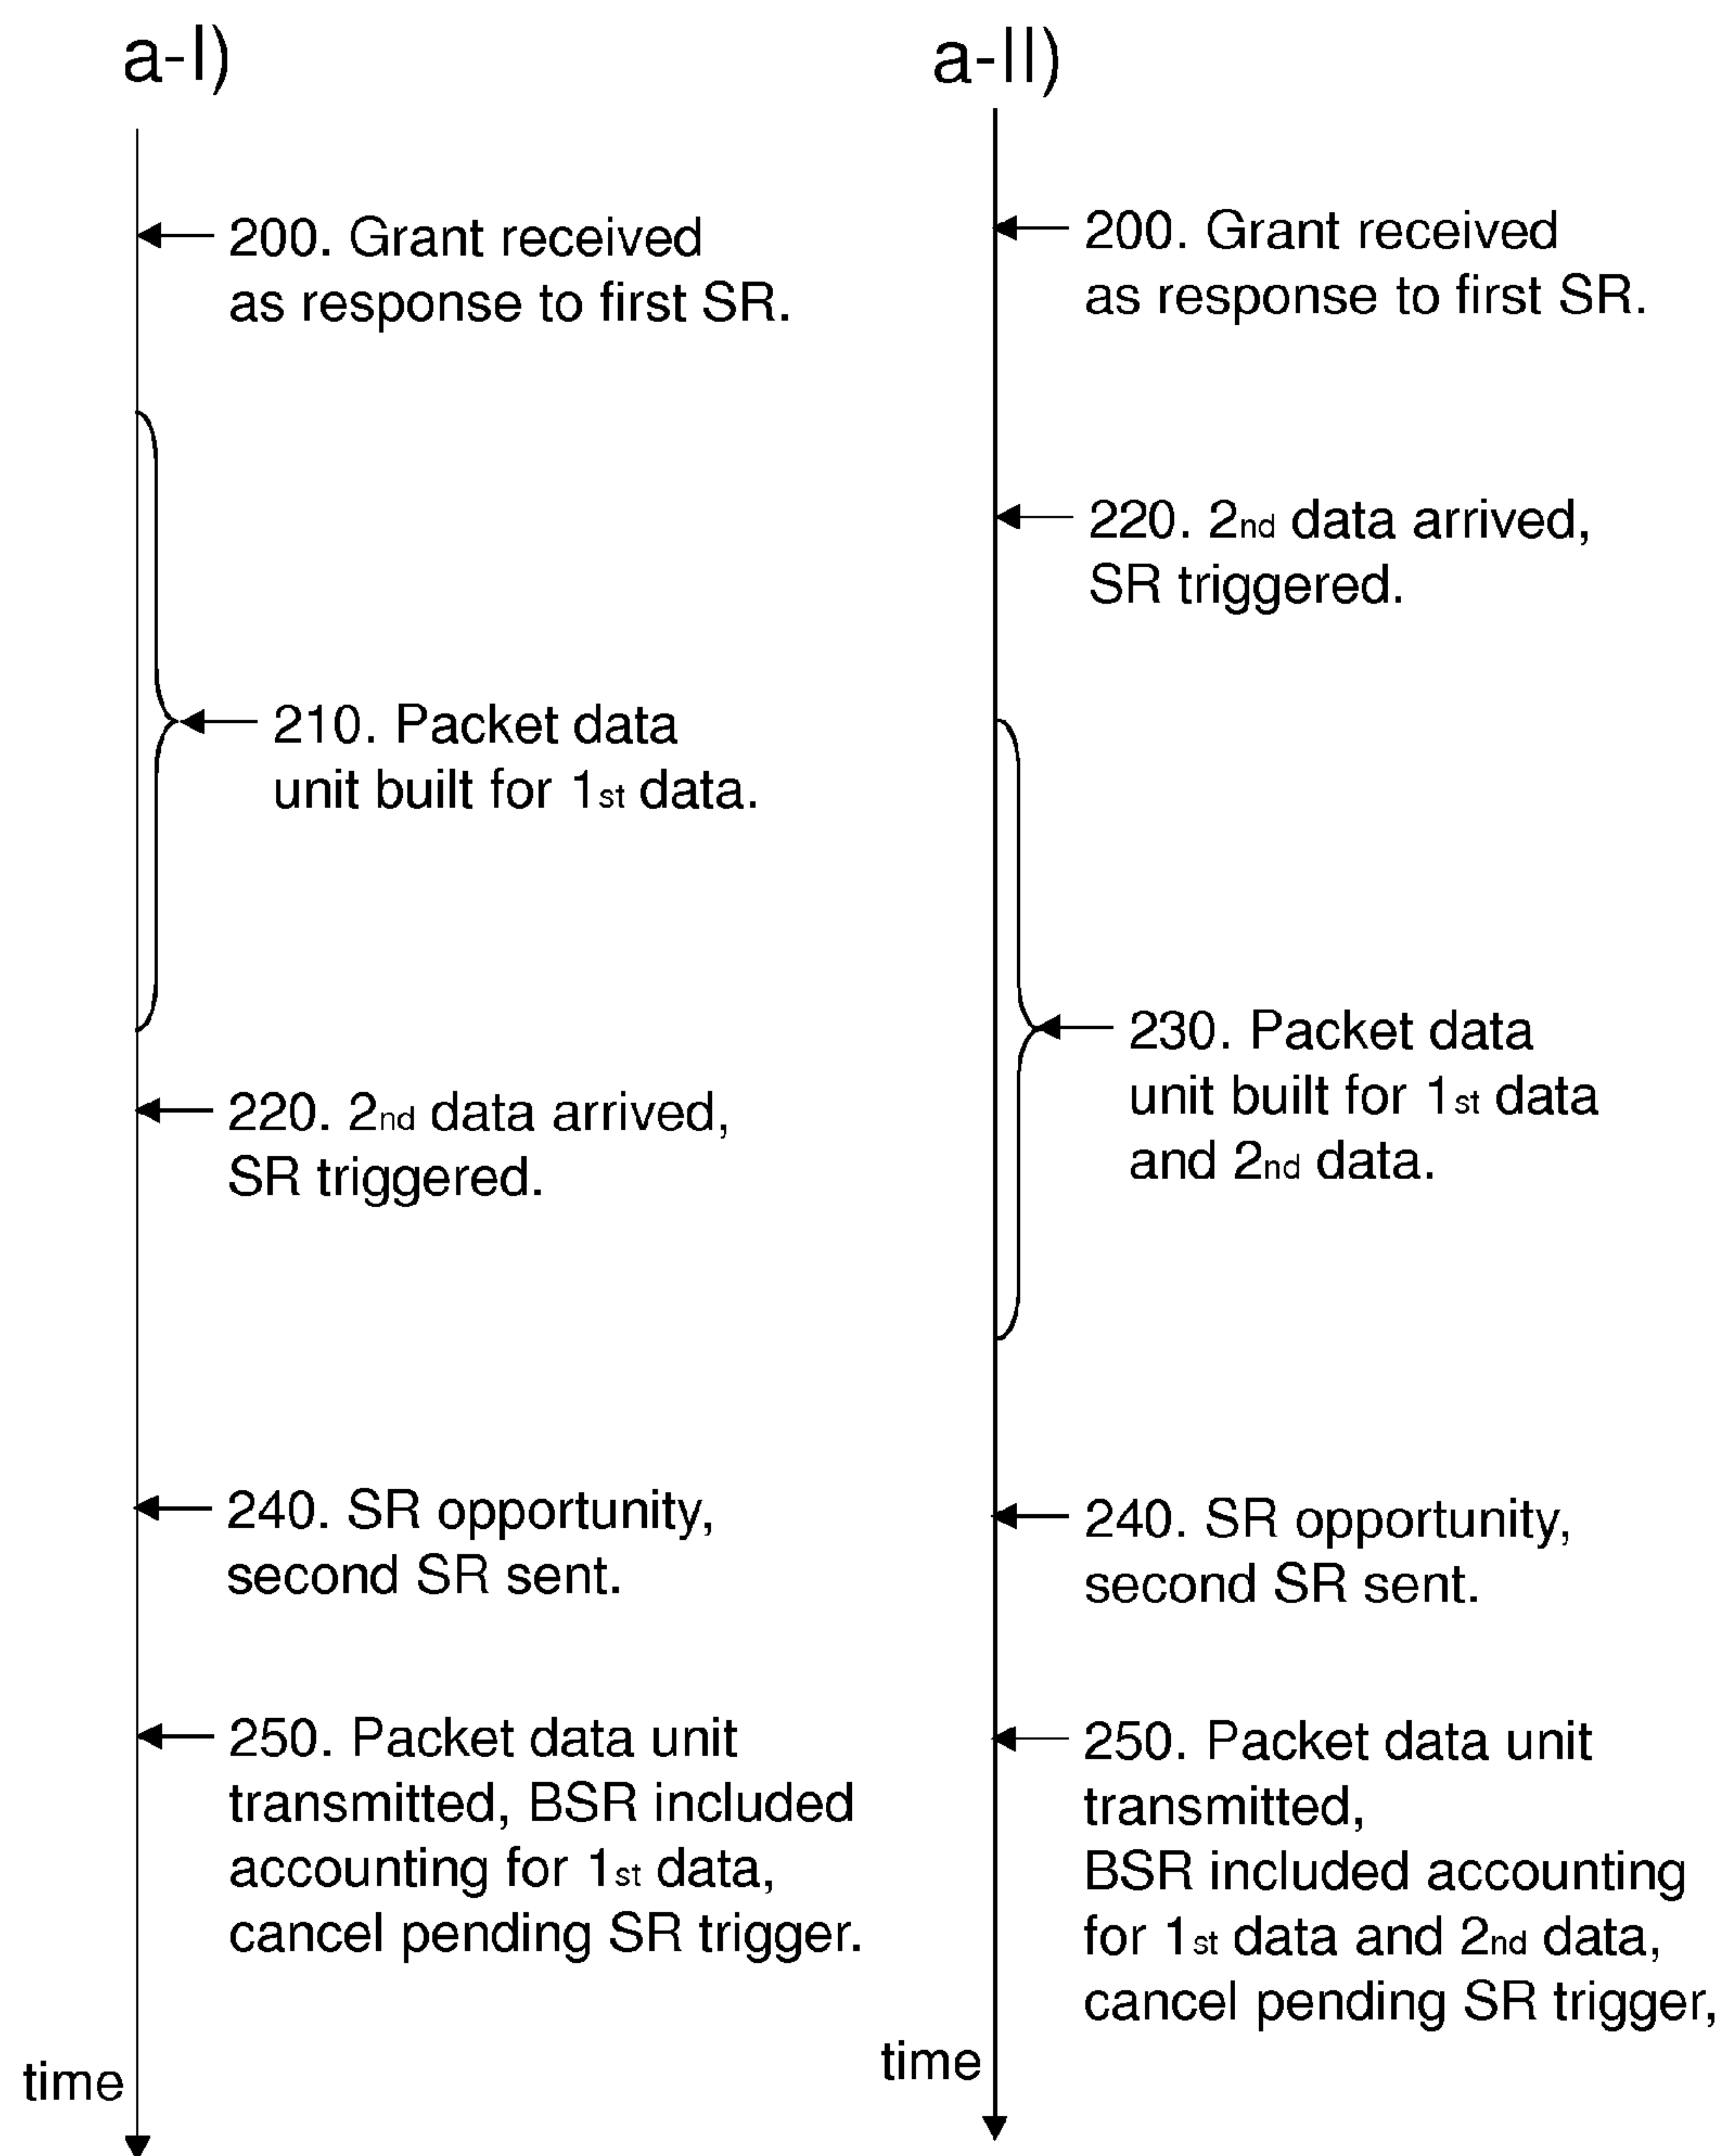 a-I)
200. Grant received
as response to first SR.
210. Packet data
unit built for 1st data.
220. 2nd data arrived,
SR triggered.
240. SR opportunity,
second SR sent.
250. Packet data unit
transmitted, BSR included
accounting for 1st data,
cancel pending SR trigger.
time
a-II)
200. Grant received
as response to first SR.
220. 2nd data arrived,
SR triggered.
230. Packet data
unit built for 1st data
and 2nd data.
240. SR opportunity,
second SR sent.
250. Packet data unit
transmitted,
BSR included accounting
for 1st data and 2nd data,
cancel pending SR trigger,
time